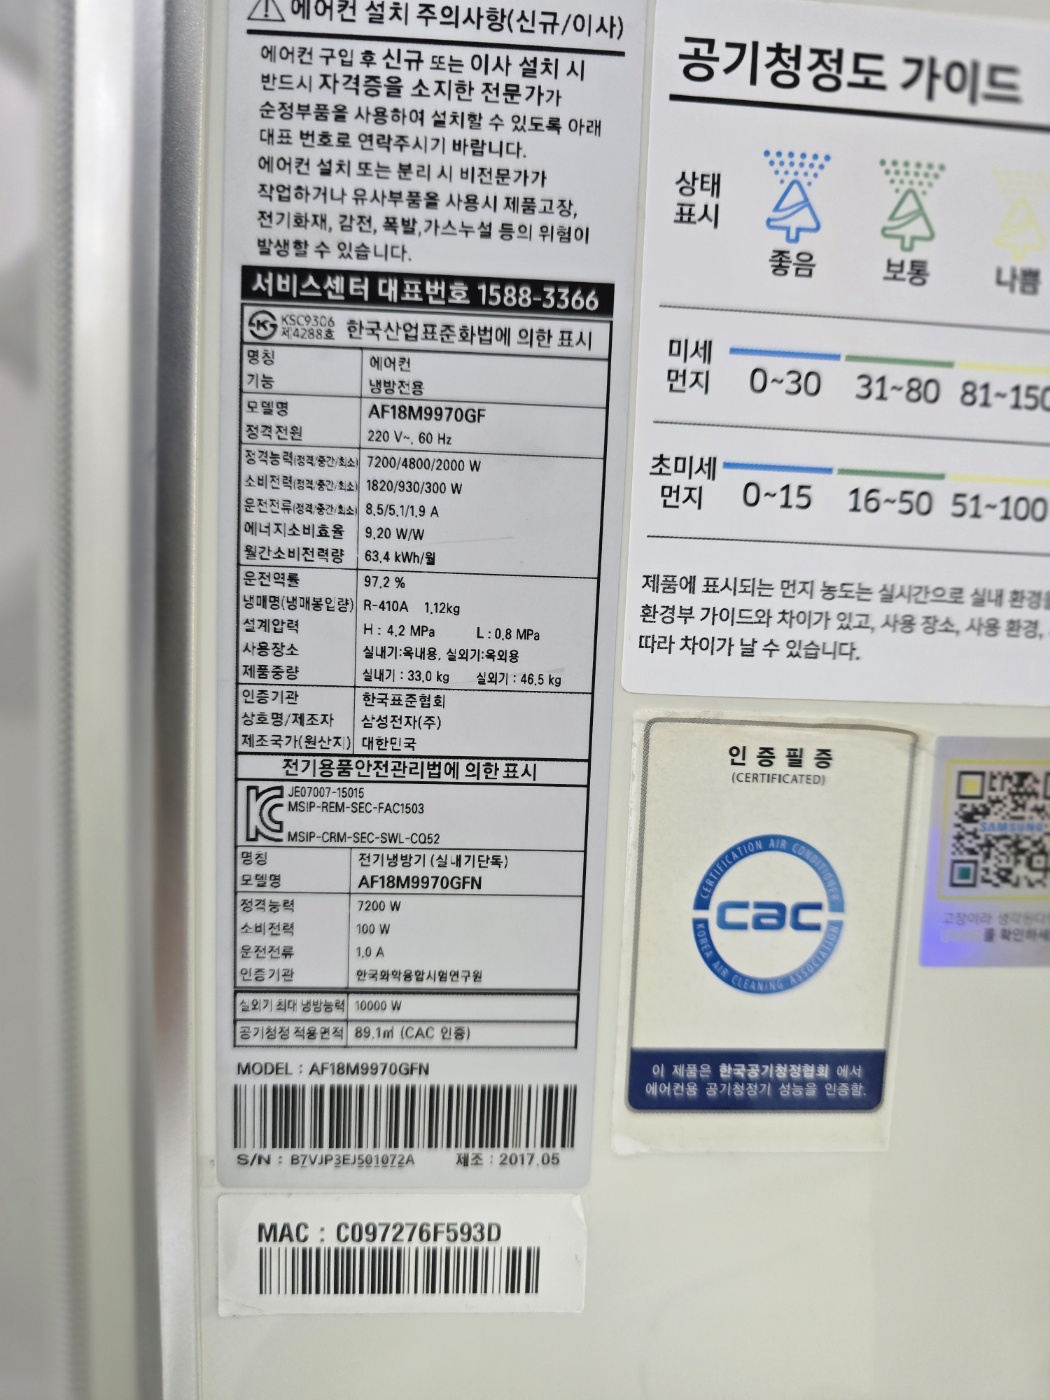 에어컨 설치 주의사항(신규/이사)
에어컨 구입 후 신규 또는 이사 설치 시
반드시 자격증을 소지한 전문가가
순정부품을 사용하여 설치할 수 있도록 아래
대표 번호로 연락주시기 바랍니다.
에어컨 설치 또는 분리 시 비전문가가
작업하거나 유사부품을 사용시 제품고장,
전기화재, 감전, 폭발,가스누설 등의 위험이
발생할 수 있습니다.
서비스센터 대표번호 1588-3366
KSC9306
제4288호
한국산업표준화법에 의한 표시
명칭 에어컨
기능 냉방전용
모델명 AF18M9970GF
정격전원 220 V~, 60 Hz
정격능력(정격/중간/최소) 7200/4800/2000 W
소비전력(정격/중간/최소) 1820/930/300 W
운전전류(정격/중간/최소) 8.5/5.1/1.9 A
에너지소비효율 9.20 W/W
월간소비전력량 63.4 kWh/월
운전역률 97.2 %
냉매명(냉매봉입량) R-410A 1.12kg
설계압력 H : 4.2 MPa L : 0.8 MPa
사용장소 실내기:옥내용, 실외기:옥외용
제품중량 실내기 : 33.0 kg 실외기 : 46.5 kg
인증기관 한국표준협회
상호명/제조자 삼성전자(주)
제조국가(원산지) 대한민국
전기용품안전관리법에 의한 표시
JE07007-15015
MSIP-REM-SEC-FAC1503
MSIP-CRM-SEC-SWL-CQ52
명칭 전기냉방기 (실내기단독)
모델명 AF18M9970GFN
정격능력 7200 W
소비전력 100 W
운전전류 1.0 A
인증기관 한국화학융합시험연구원
실외기 최대 냉방능력 10000 W
공기청정 적용면적 89.1㎡ (CAC 인증)
MODEL : AF18M9970GFN
S/N : B7VJP3EJ501072A 제조 : 2017.05
MAC : C097276F593D
공기청정도 가이드
상태
표시
좋음 보통 나쁨
미세
먼지
0~30 31~80 81~150
초미세
먼지
0~15 16~50 51~100
제품에 표시되는 먼지 농도는 실시간으로 실내 환경을
환경부 가이드와 차이가 있고, 사용 장소, 사용 환경,
따라 차이가 날 수 있습니다.
인증필증
(CERTIFICATED)
CERTIFICATION AIR CONDITIONER
cac
KOREA AIR CLEANING ASSOCIATION
이 제품은 한국공기청정협회 에서
에어컨용 공기청정기 성능을 인증함.
SAMSUNG
고장이라 생각된다면
를 확인하세